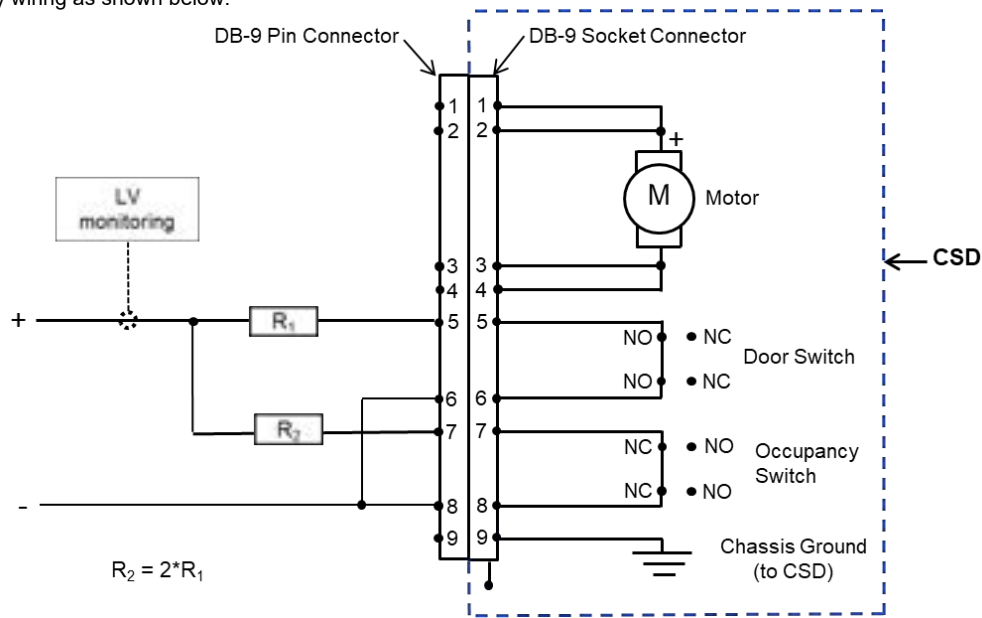 wiring as shown below.
DB-9 Pin Connector
DB-9 Socket Connector
1 1
2 2
+
M
Motor
LV
monitoring
CSD
3 3
4 4
+
R1
5 5
NO
NC
Door Switch
NO
NC
6 6
R2
7 7
NC
NO
Occupancy
Switch
NC
NO
-
8 8
9 9
Chassis Ground
(to CSD)
R2 = 2*R1